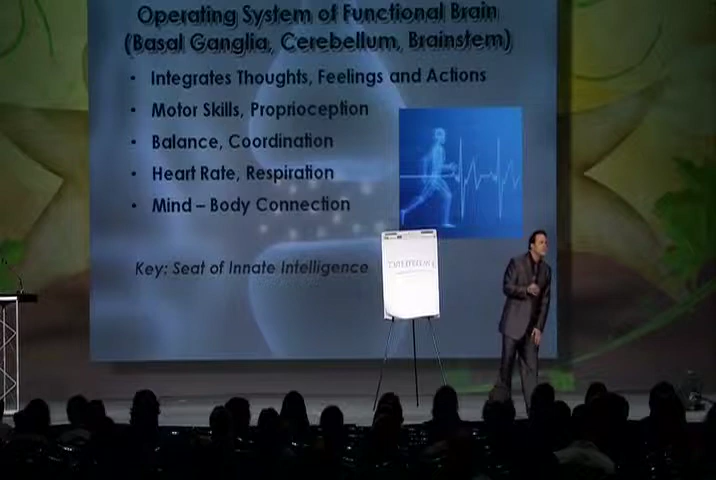 Operating System of Functional Brain
(Basal Ganglia, Cerebellum, Brainstem)
• Integrates Thoughts, Feelings and Actions
• Motor Skills, Proprioception
• Balance, Coordination
• Heart Rate, Respiration
• Mind – Body Connection
Key: Seat of Innate Intelligence